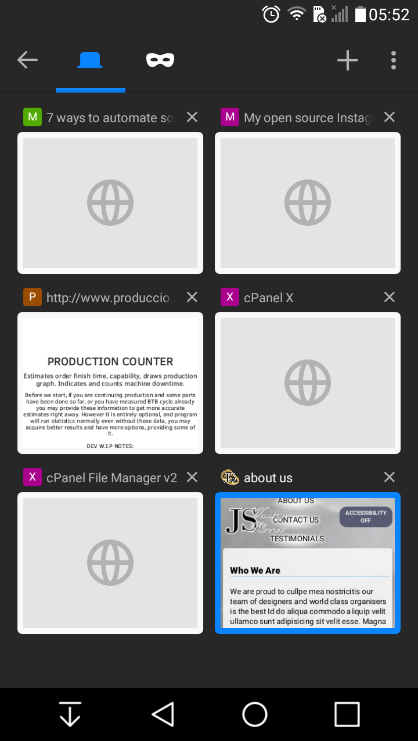 05:52
M 7 ways to automate so
M My open source Instag
P http://www.productio
X cPanel X
PRODUCTION COUNTER
Estimates order finish time, capability, draws production
graph. Indicates and counts machine downtime.
Before we start, if you are continuing production and some parts
have been done so far, or you have measured BTB cycle already
you may provide these information to get more accurate
estimates right away. However it is entirely optional, and program
will run statistics normally even without these data, you may
acquire better results and have more options, providing some of
it.
DEV W.I.P NOTES:
X cPanel File Manager v2
JS about us
ABOUT US
JS
CONTACT US
TESTIMONIALS
ACCESSIBILITY
OFF
Who We Are
We are proud to cullpe mea nostricitis our
team of designers and world class organisers
is the best Id do aliqua commodo a liquip velit
ullamco sunt adipisicing sit velit esse. Magna